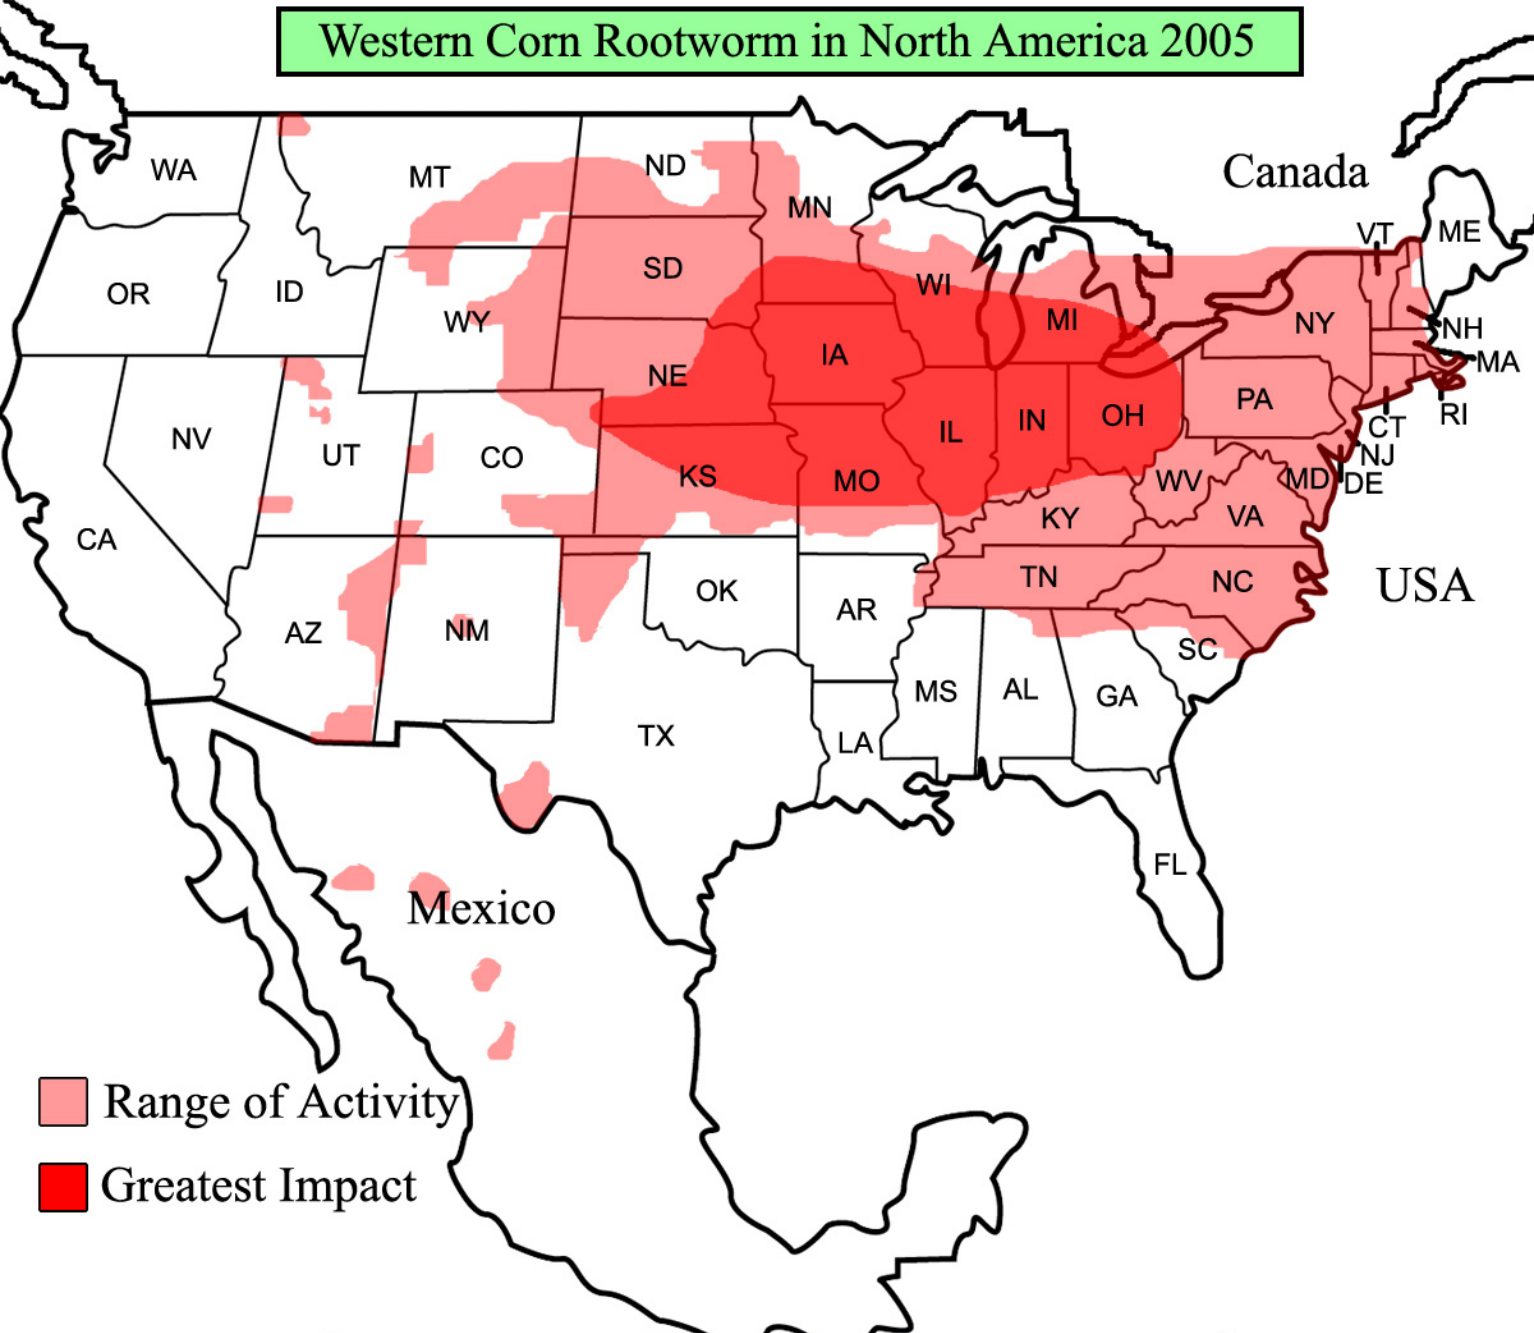 Western Corn Rootworm in North America 2005
Canada
WA
MT
ND
MN
VT
ME
OR
ID
SD
WI
WY
MI
NY
NH
IA
MA
NE
PA
RI
NV
UT
CO
IL
IN
OH
CT
NJ
KS
MO
WV
MD
DE
CA
KY
VA
USA
OK
AR
TN
NC
AZ
NM
SC
TX
MS
AL
GA
LA
FL
Mexico
Range of Activity
Greatest Impact